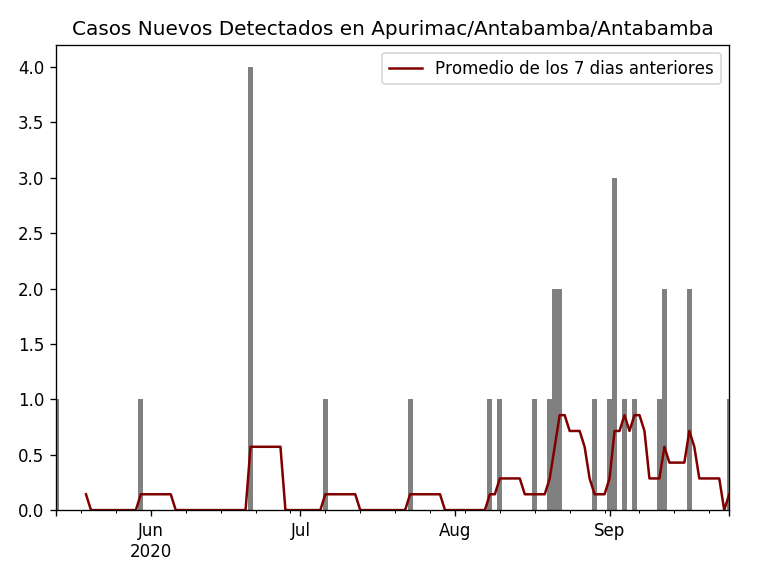 Casos Nuevos Detectados en Apurimac/Antabamba/Antabamba
Promedio de los 7 dias anteriores
4.0
3.5
3.0
2.5
2.0
1.5
1.0
0.5
0.0
Jun
2020
Jul
Aug
Sep